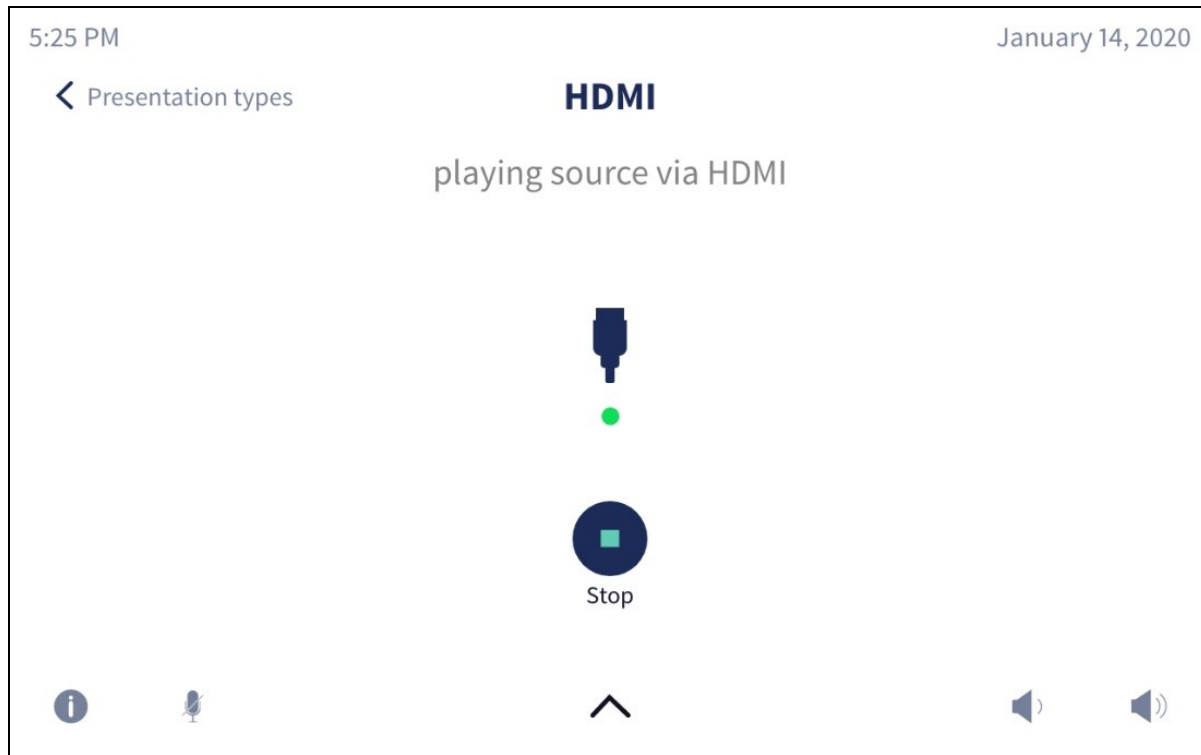 5:25 PM
January 14, 2020
Presentation types
HDMI
playing source via HDMI
Stop